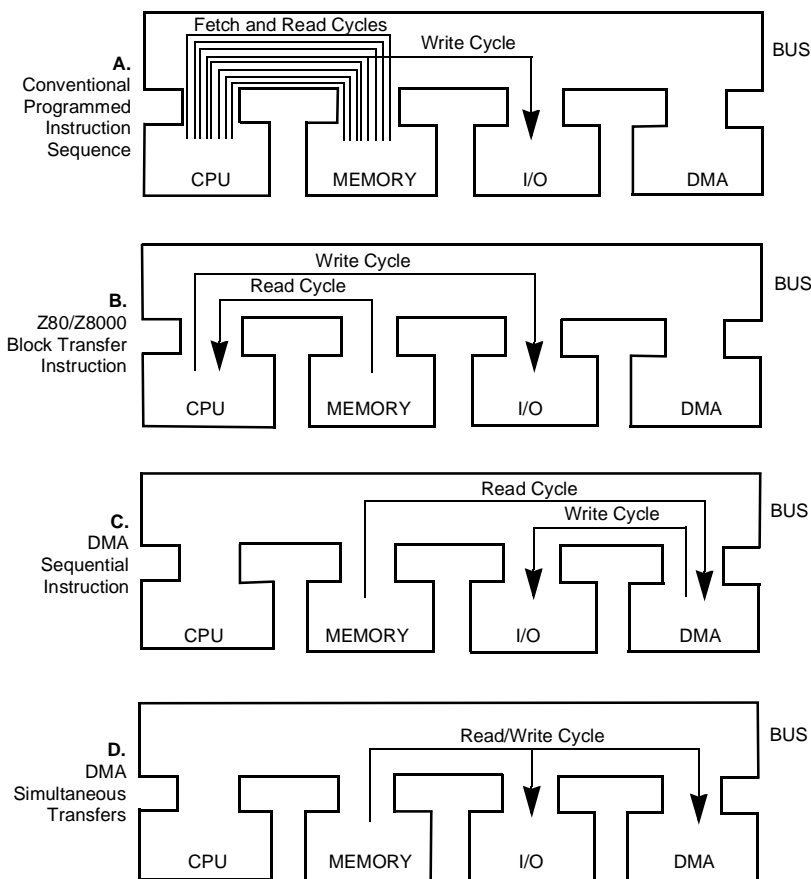 Fetch and Read Cycles
Write Cycle
BUS
A.
Conventional
Programmed
Instruction
Sequence
CPU
MEMORY
I/O
DMA
Write Cycle
Read Cycle
BUS
B.
Z80/Z8000
Block Transfer
Instruction
CPU
MEMORY
I/O
DMA
Read Cycle
Write Cycle
BUS
C.
DMA
Sequential
Instruction
CPU
MEMORY
I/O
DMA
Read/Write Cycle
BUS
D.
DMA
Simultaneous
Transfers
CPU
MEMORY
I/O
DMA